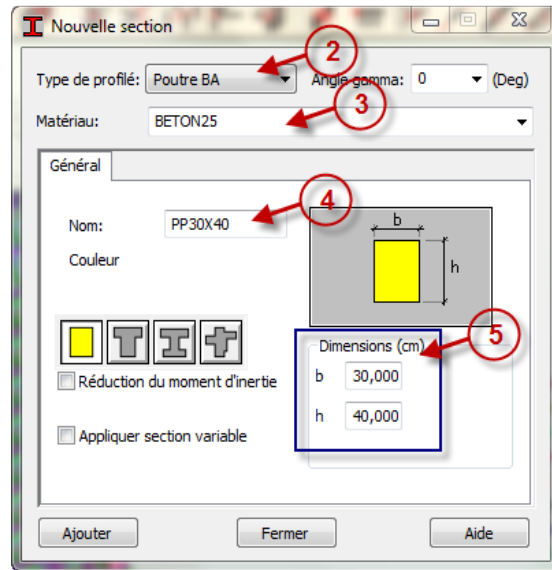 Nouvelle section
2
Type de profilé: Poutre BA Angle gamma: 0 (Deg)
3
Matériau: BETON25
Général
4
Nom: PP30X40
b
Couleur
h
5
Dimensions (cm)
b 30,000
Réduction du moment d'inertie
h 40,000
Appliquer section variable
Ajouter Fermer Aide